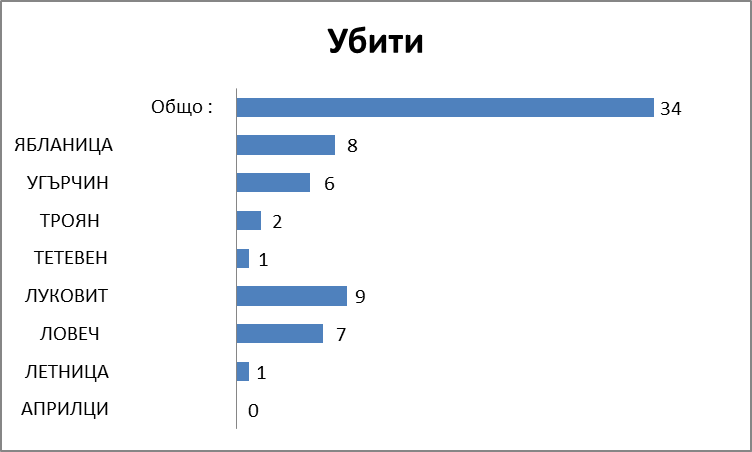 Убити
Общо : 34
ЯБЛАНИЦА 8
УГЪРЧИН 6
ТРОЯН 2
ТЕТЕВЕН 1
ЛУКОВИТ 9
ЛОВЕЧ 7
ЛЕТНИЦА 1
АПРИЛЦИ 0